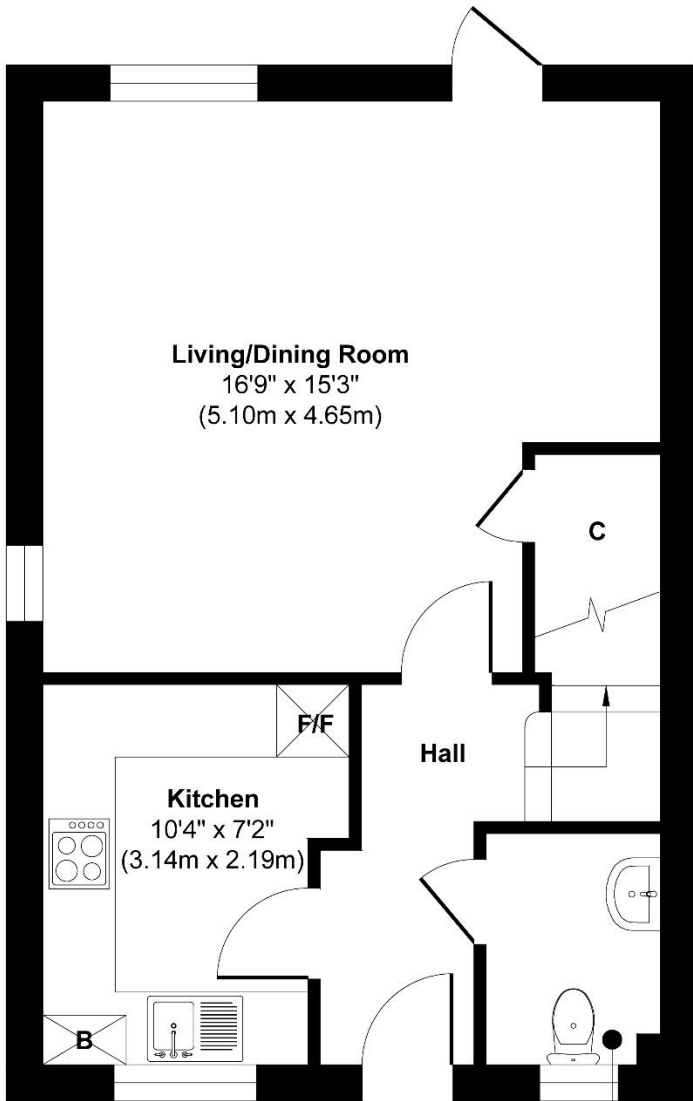 Living/Dining Room
16'9" x 15'3"
(5.10m x 4.65m)
C
F/F
Hall
Kitchen
10'4" x 7'2"
(3.14m x 2.19m)
B